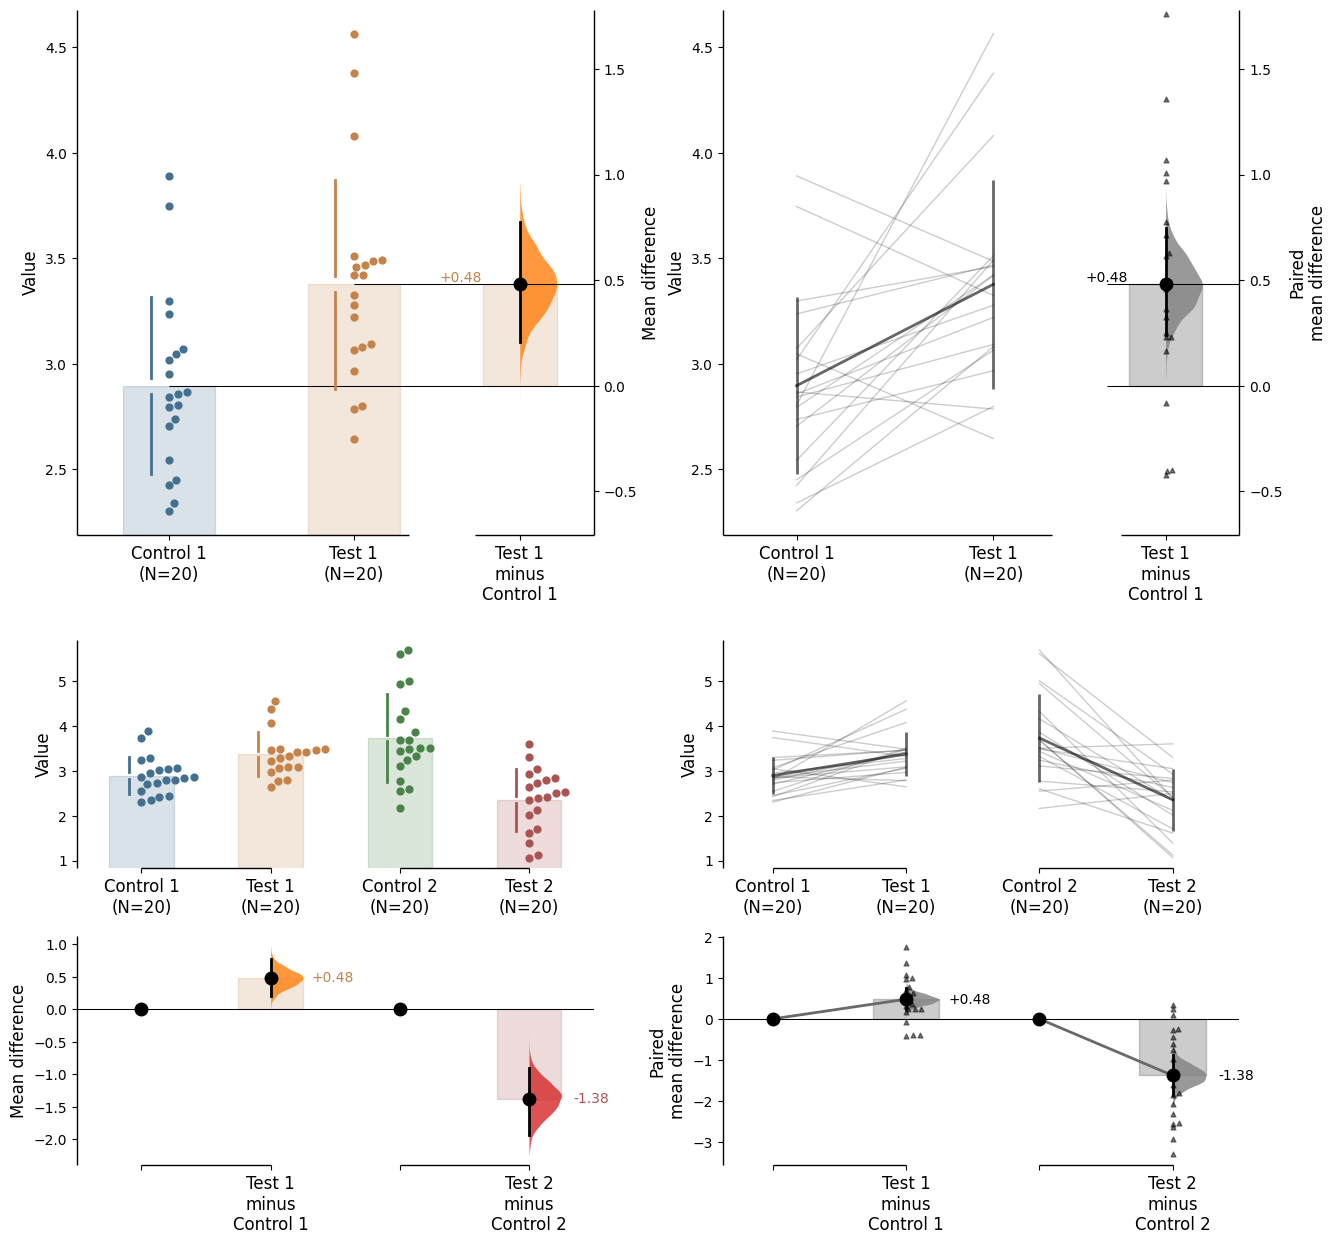 4.5
4.0
3.5
3.0
2.5
Value
+0.48
1.5
1.0
0.5
0.0
−0.5
Mean difference
Control 1
(N=20)
Test 1
(N=20)
Test 1
minus
Control 1
4.5
4.0
3.5
3.0
2.5
Value
+0.48
1.5
1.0
0.5
0.0
−0.5
Paired
mean difference
Control 1
(N=20)
Test 1
(N=20)
Test 1
minus
Control 1
5
4
3
2
1
Value
Control 1
(N=20)
Test 1
(N=20)
Control 2
(N=20)
Test 2
(N=20)
5
4
3
2
1
Value
Control 1
(N=20)
Test 1
(N=20)
Control 2
(N=20)
Test 2
(N=20)
1.0
0.5
0.0
−0.5
−1.0
−1.5
−2.0
Mean difference
+0.48
-1.38
Test 1
minus
Control 1
Test 2
minus
Control 2
2
1
0
−1
−2
−3
Paired
mean difference
+0.48
-1.38
Test 1
minus
Control 1
Test 2
minus
Control 2